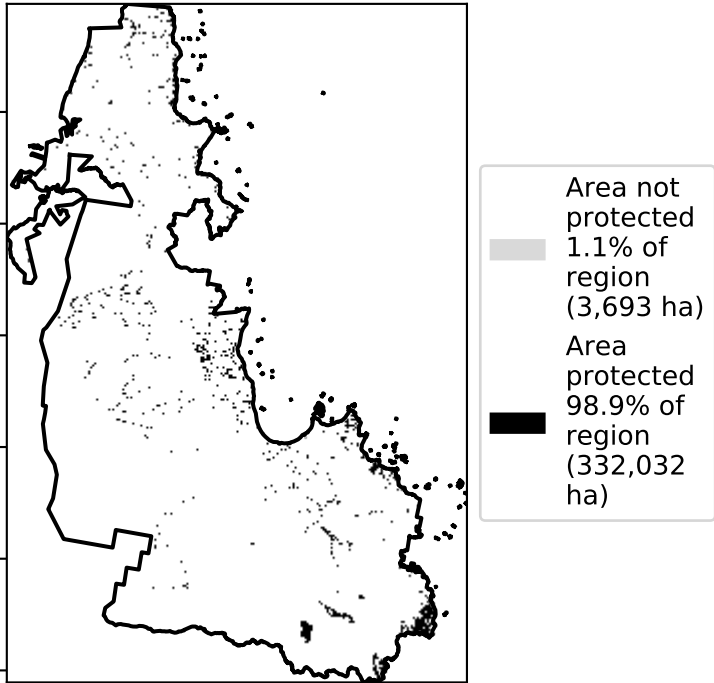 Area not
protected
1.1% of
region
(3,693 ha)
Area
protected
98.9% of
region
(332,032
ha)